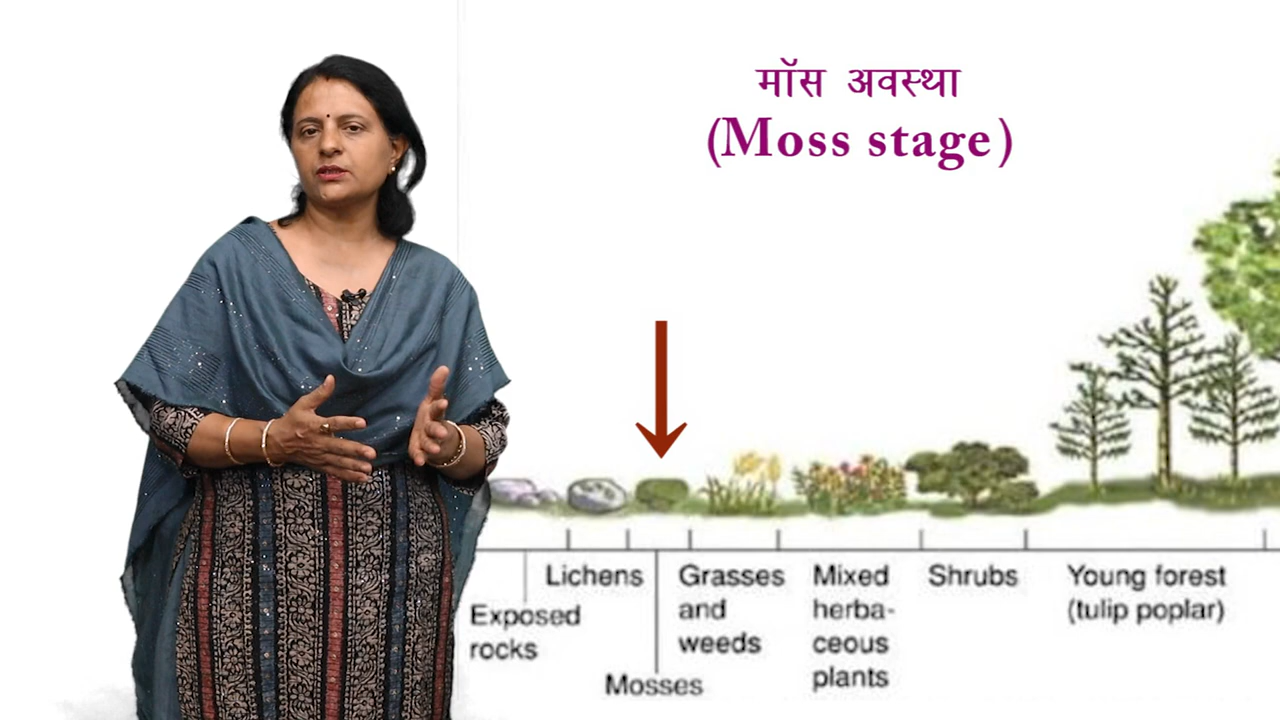 मॉस अवस्था
(Moss stage)
Lichens
Exposed
rocks
Mosses
Grasses
and
weeds
Mixed
herba-
ceous
plants
Shrubs
Young forest
(tulip poplar)